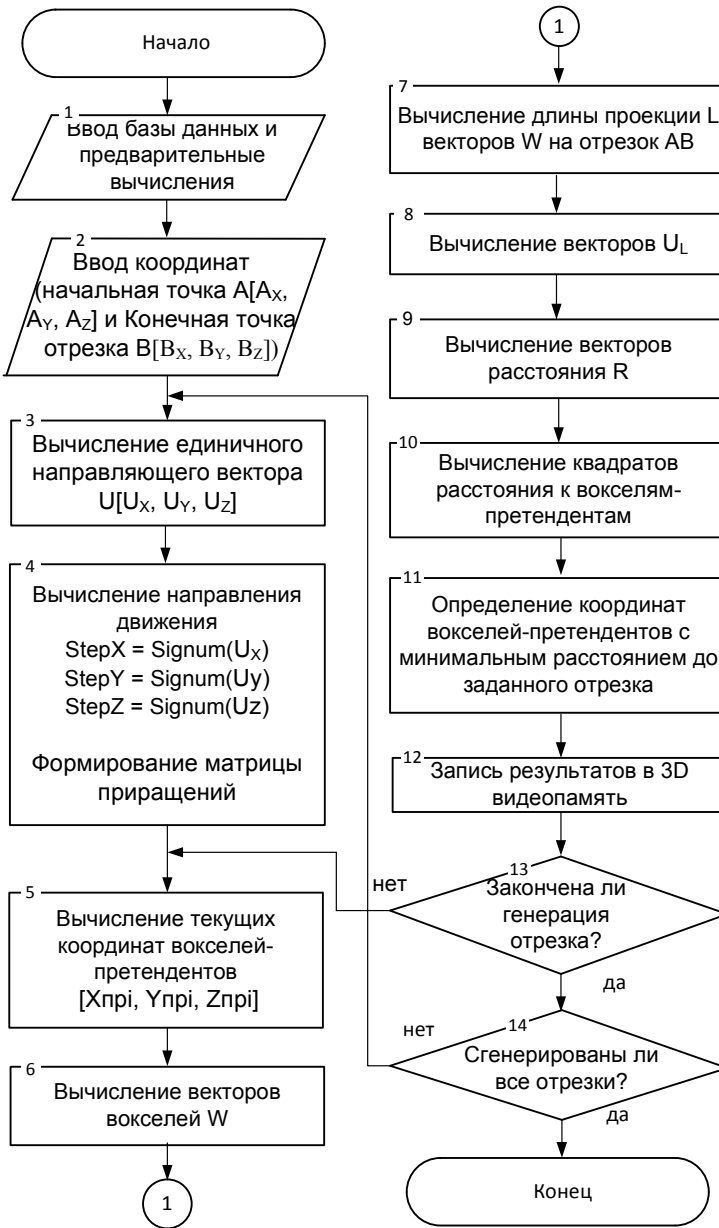 Начало
1
Ввод базы данных и
предварительные
вычисления
2
Ввод координат
(начальная точка A[AX,
AY, AZ] и Конечная точка
отрезка B[BX, BY, BZ])
3
Вычисление единичного
направляющего вектора
U[UX, UY, UZ]
4
Вычисление направления
движения
StepX = Signum(UX)
StepY = Signum(Uy)
StepZ = Signum(Uz)
Формирование матрицы
приращений
5
Вычисление текущих
координат вокселей-
претендентов
[Xпрі, Yпрі, Zпрі]
6
Вычисление векторов
вокселей W
1
1
7
Вычисление длины проекции L
векторов W на отрезок AB
8
Вычисление векторов UL
9
Вычисление векторов
расстояния R
10
Вычисление квадратов
расстояния к вокселям-
претендентам
11
Определение координат
вокселей-претендентов с
минимальным расстоянием до
заданного отрезка
12
Запись результатов в 3D
видеопамять
13
нет
Закончена ли
генерация
отрезка?
да
14
нет
Сгенерированы ли
все отрезки?
да
Конец